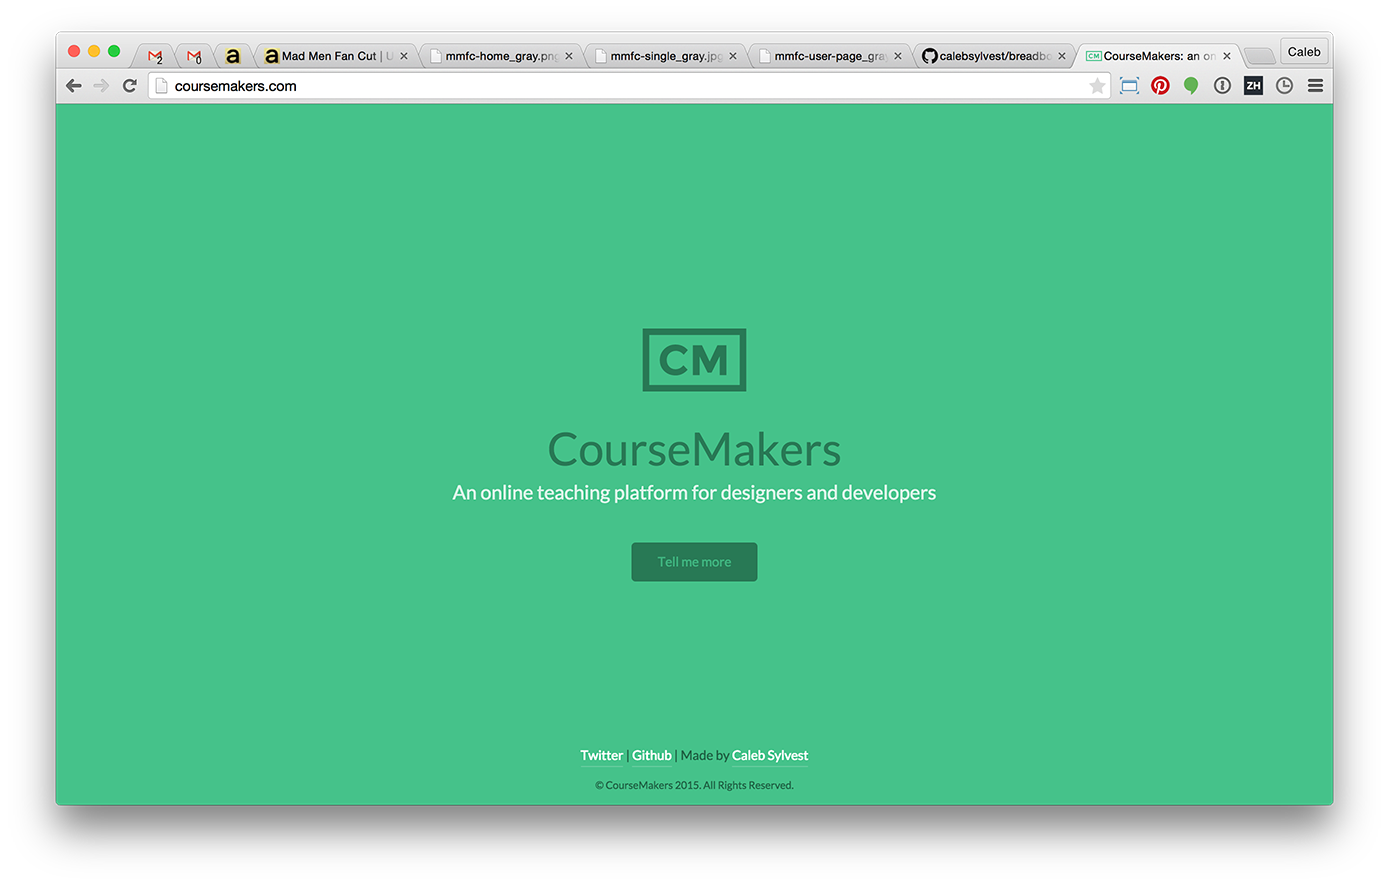 2
0
a
a Mad Men Fan Cut | U
mmfc-home_gray.png
mmfc-single_gray.jpg
mmfc-user-page_gray
calebsylvest/breadbo
CM CourseMakers: an on
Caleb
coursemakers.com
ZH
CM
CourseMakers
An online teaching platform for designers and developers
Tell me more
Twitter | Github | Made by Caleb Sylvest
© CourseMakers 2015. All Rights Reserved.